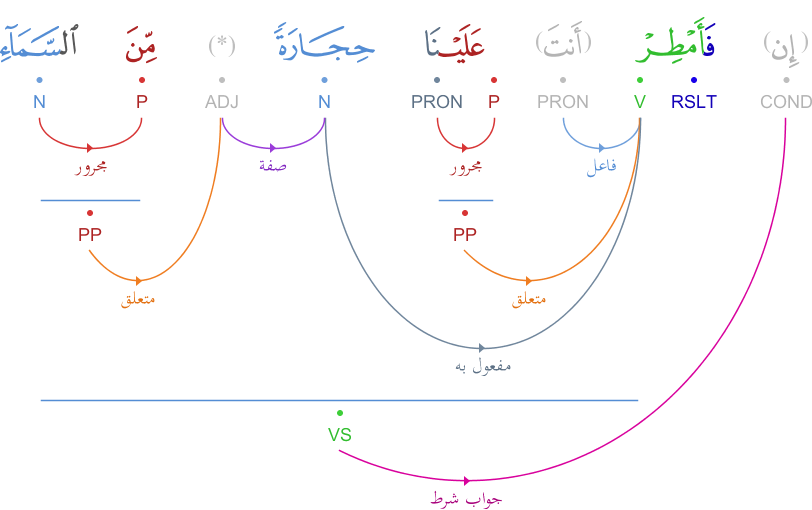 (إِن) فَأَمْطِرْ (أَنتَ) عَلَيْنَا حِجَارَةً (*) مِّنَ ٱلسَّمَآءِ
COND RSLT V PRON P PRON N ADJ P N
فاعل مجرور صفة مجرور
PP PP
متعلق متعلق
مفعول به
VS
جواب شرط